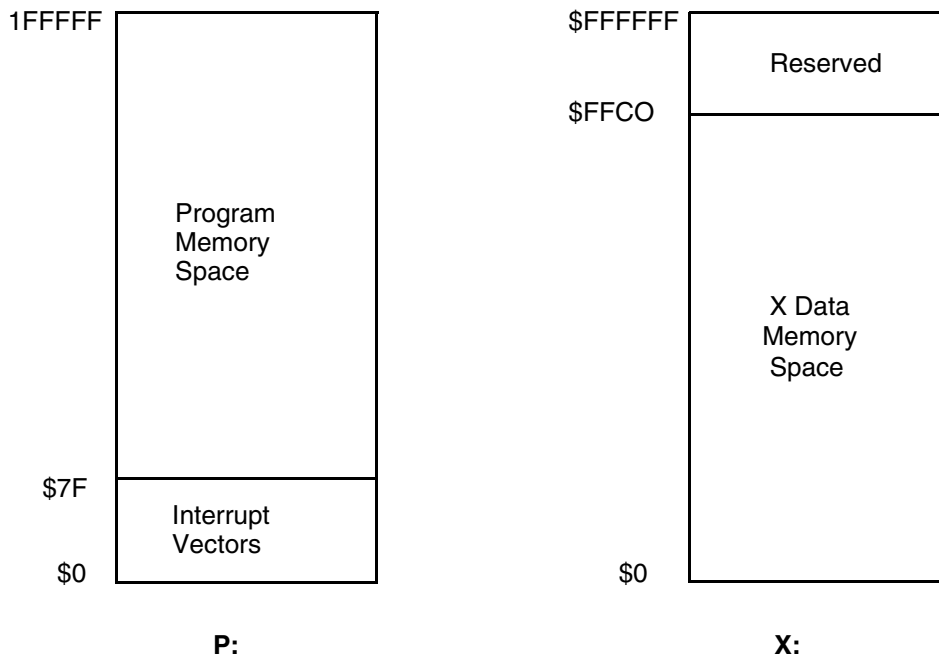 1FFFFF
Program
Memory
Space
$7F
Interrupt
Vectors
$0
P:
$FFFFFF
Reserved
$FFCO
X Data
Memory
Space
$0
X: